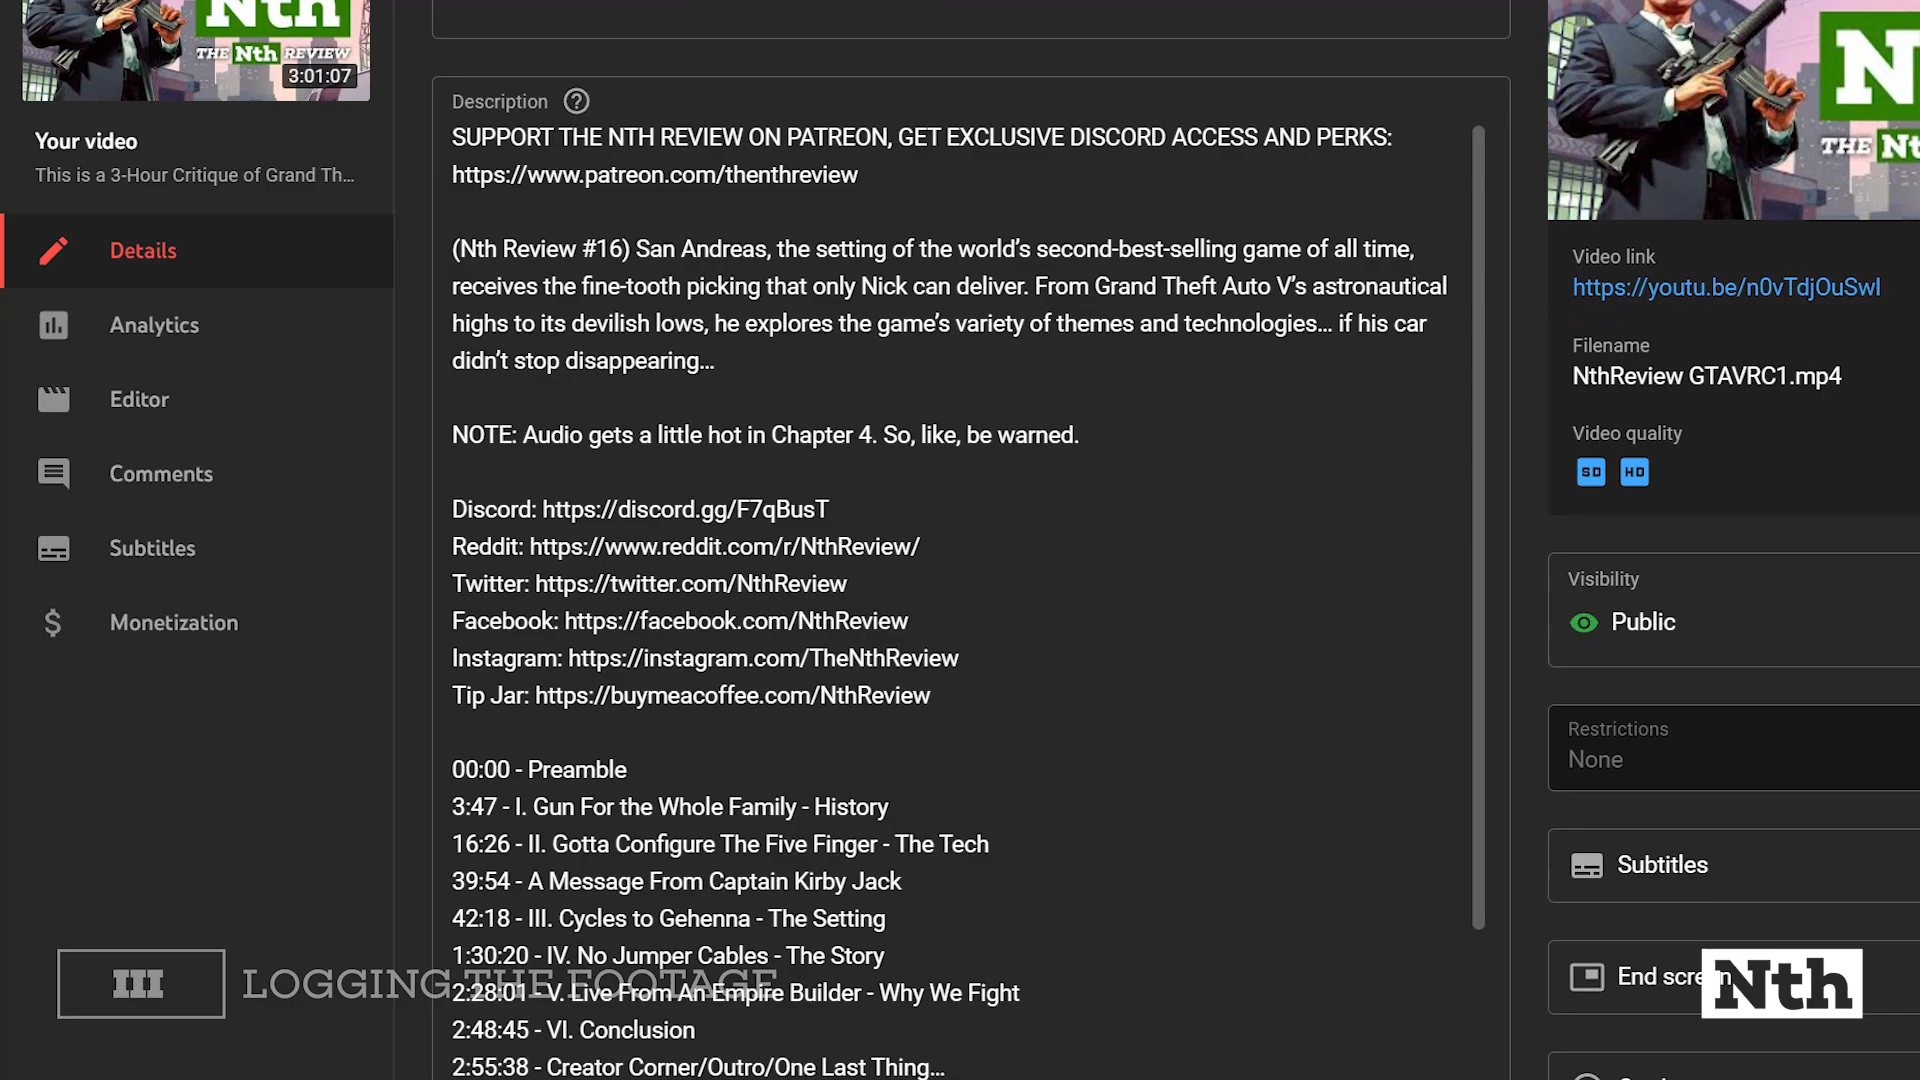 Nth
THE Nth REVIEW
3:01:07
Your video
This is a 3-Hour Critique of Grand Th...
Details
Analytics
Editor
Comments
Subtitles
Monetization
Description ?
SUPPORT THE NTH REVIEW ON PATREON, GET EXCLUSIVE DISCORD ACCESS AND PERKS:
https://www.patreon.com/thenthreview
(Nth Review #16) San Andreas, the setting of the world’s second-best-selling game of all time,
receives the fine-tooth picking that only Nick can deliver. From Grand Theft Auto V’s astronautical
highs to its devilish lows, he explores the game’s variety of themes and technologies... if his car
didn’t stop disappearing...
NOTE: Audio gets a little hot in Chapter 4. So, like, be warned.
Discord: https://discord.gg/F7qBusT
Reddit: https://www.reddit.com/r/NthReview/
Twitter: https://twitter.com/NthReview
Facebook: https://facebook.com/NthReview
Instagram: https://instagram.com/TheNthReview
Tip Jar: https://buymeacoffee.com/NthReview
00:00 - Preamble
3:47 - I. Gun For the Whole Family - History
16:26 - II. Gotta Configure The Five Finger - The Tech
39:54 - A Message From Captain Kirby Jack
42:18 - III. Cycles to Gehenna - The Setting
1:30:20 - IV. No Jumper Cables - The Story
2:28:01 - V. Live From An Empire Builder - Why We Fight
2:48:45 - VI. Conclusion
2:55:38 - Creator Corner/Outro/One Last Thing...
III LOGGING THE FOOTAGE
N
THE Nt
Video link
https://youtu.be/n0vTdjOuSwI
Filename
NthReview GTAVRC1.mp4
Video quality
SD HD
Visibility
Public
Restrictions
None
Subtitles
End screen
Nth